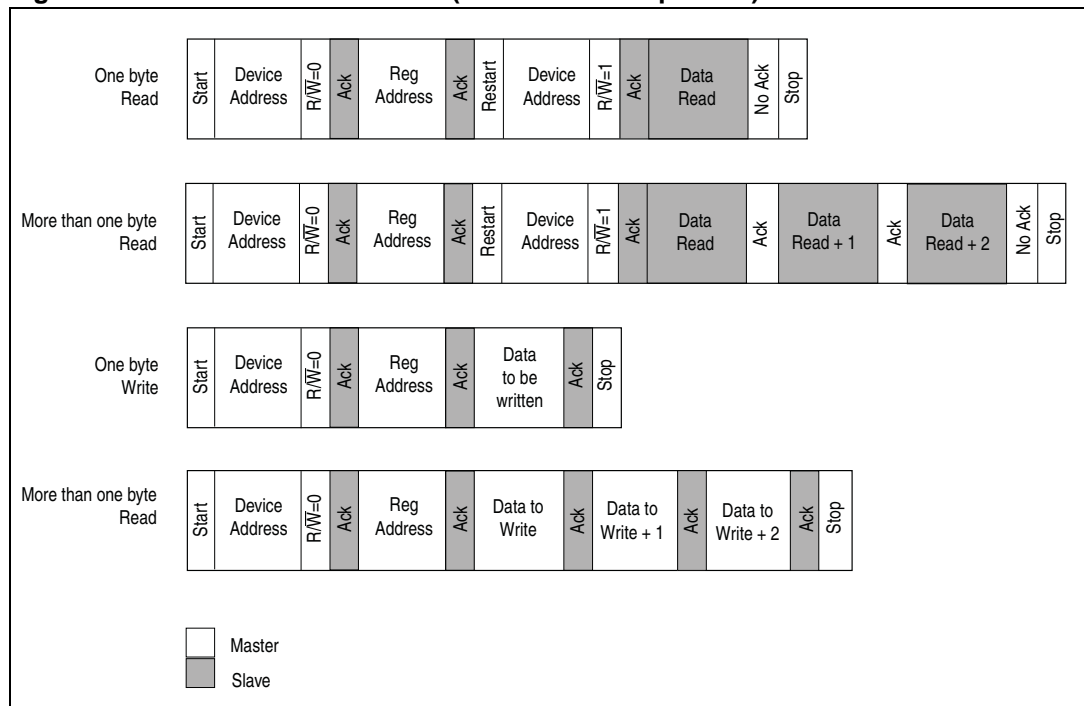 One byte
Read
Start
Device
Address
R/W̅=0
Ack
Reg
Address
Ack
Restart
Device
Address
R/W̅=1
Ack
Data
Read
No Ack
Stop
More than one byte
Read
Start
Device
Address
R/W̅=0
Ack
Reg
Address
Ack
Restart
Device
Address
R/W̅=1
Ack
Data
Read
Ack
Data
Read + 1
Ack
Data
Read + 2
No Ack
Stop
One byte
Write
Start
Device
Address
R/W̅=0
Ack
Reg
Address
Ack
Data
to be
written
Ack
Stop
More than one byte
Read
Start
Device
Address
R/W̅=0
Ack
Reg
Address
Ack
Data to
Write
Ack
Data to
Write + 1
Ack
Data to
Write + 2
Ack
Stop
Master
Slave